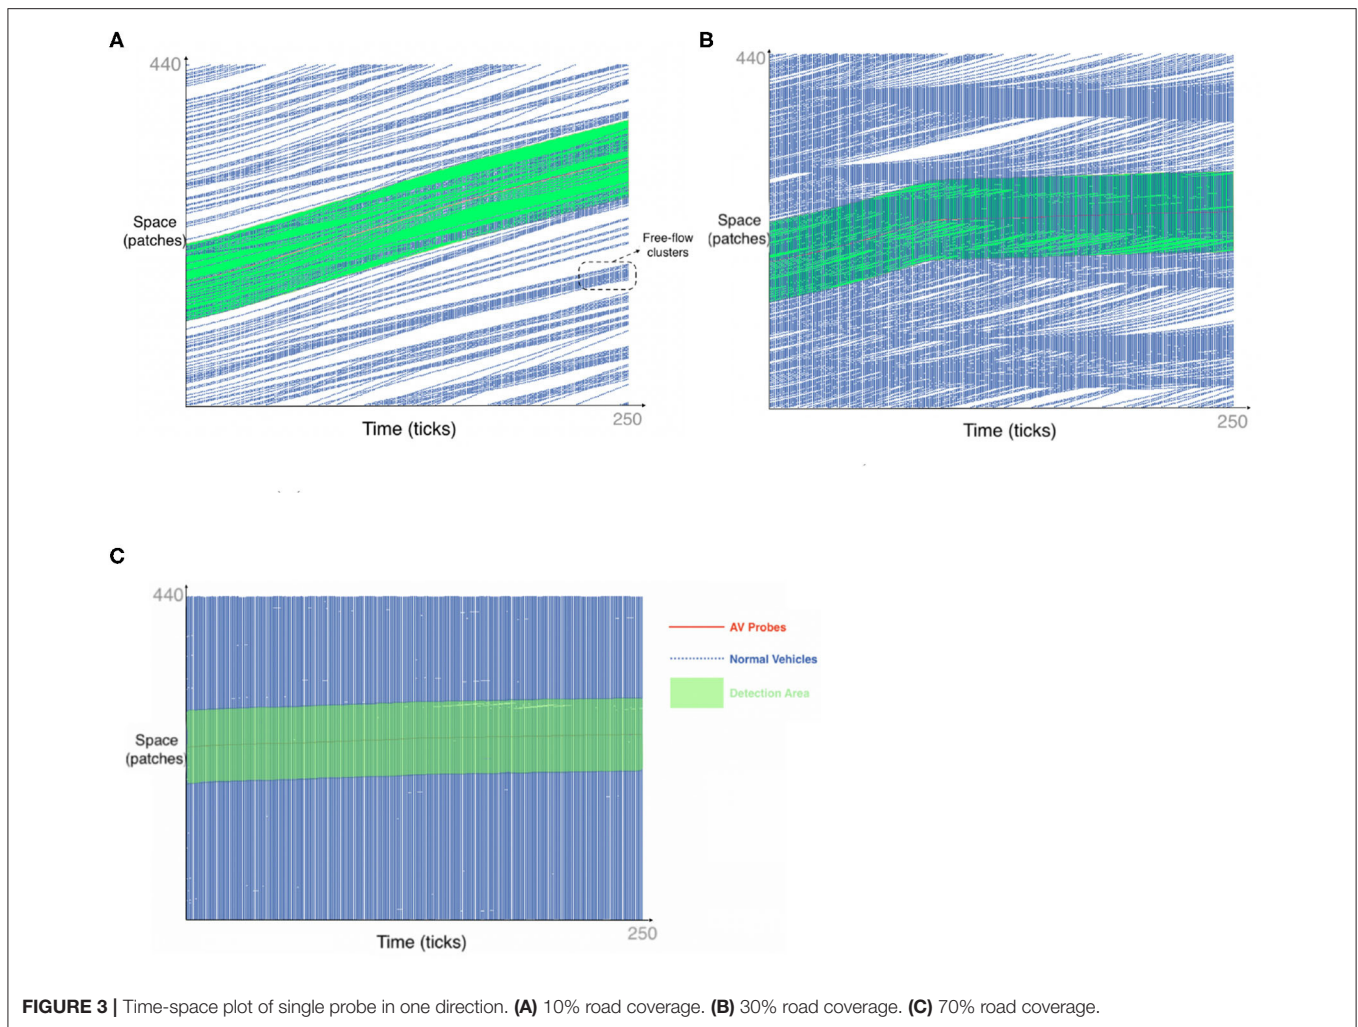 A
440
Space
(patches)
Free-flow
clusters
250
Time (ticks)
B
440
Space
(patches)
250
Time (ticks)
C
440
Space
(patches)
250
Time (ticks)
AV Probes
Normal Vehicles
Detection Area
FIGURE 3 | Time-space plot of single probe in one direction. (A) 10% road coverage. (B) 30% road coverage. (C) 70% road coverage.